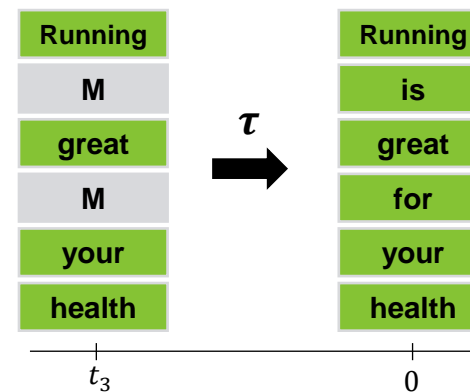 Running
M
great
M
your
health
τ
Running
is
great
for
your
health
t₃
0